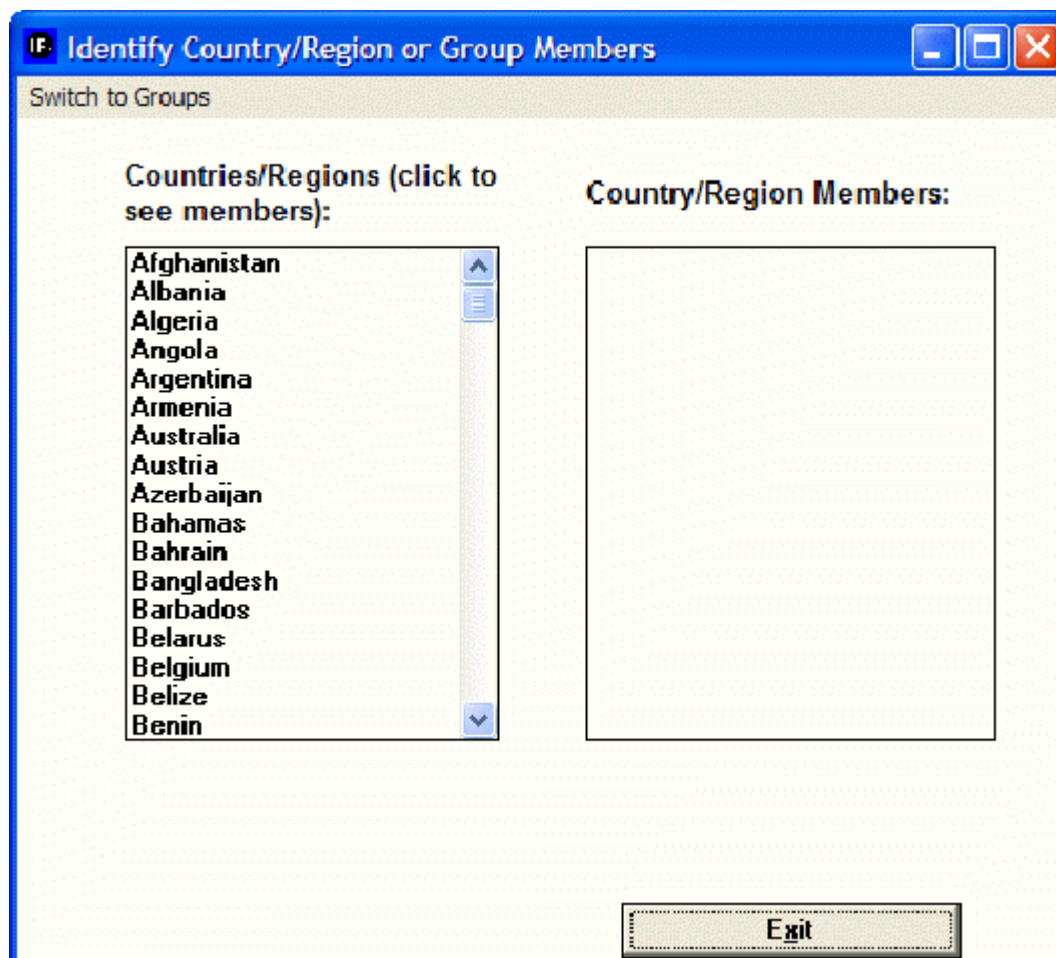 IFs Identify Country/Region or Group Members
Switch to Groups
Countries/Regions (click to
see members):
Country/Region Members:
Afghanistan
Albania
Algeria
Angola
Argentina
Armenia
Australia
Austria
Azerbaijan
Bahamas
Bahrain
Bangladesh
Barbados
Belarus
Belgium
Belize
Benin
Exit